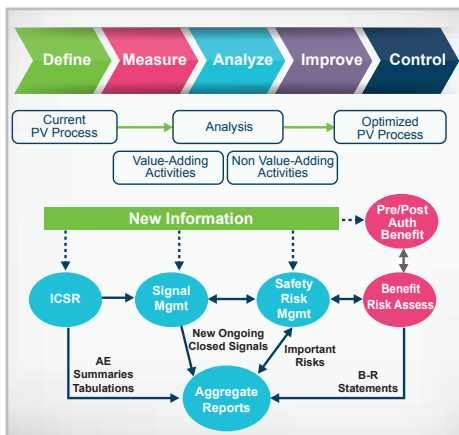 Define Measure Analyze Improve Control
Current
PV Process
Analysis
Optimized
PV Process
Value-Adding
Activities
Non Value-Adding
Activities
New Information
Pre/Post
Auth
Benefit
ICSR
Signal
Mgmt
Safety
Risk
Mgmt
Benefit
Risk Assess
New Ongoing
Closed Signals
Important
Risks
AE
Summaries
Tabulations
B-R
Statements
Aggregate
Reports